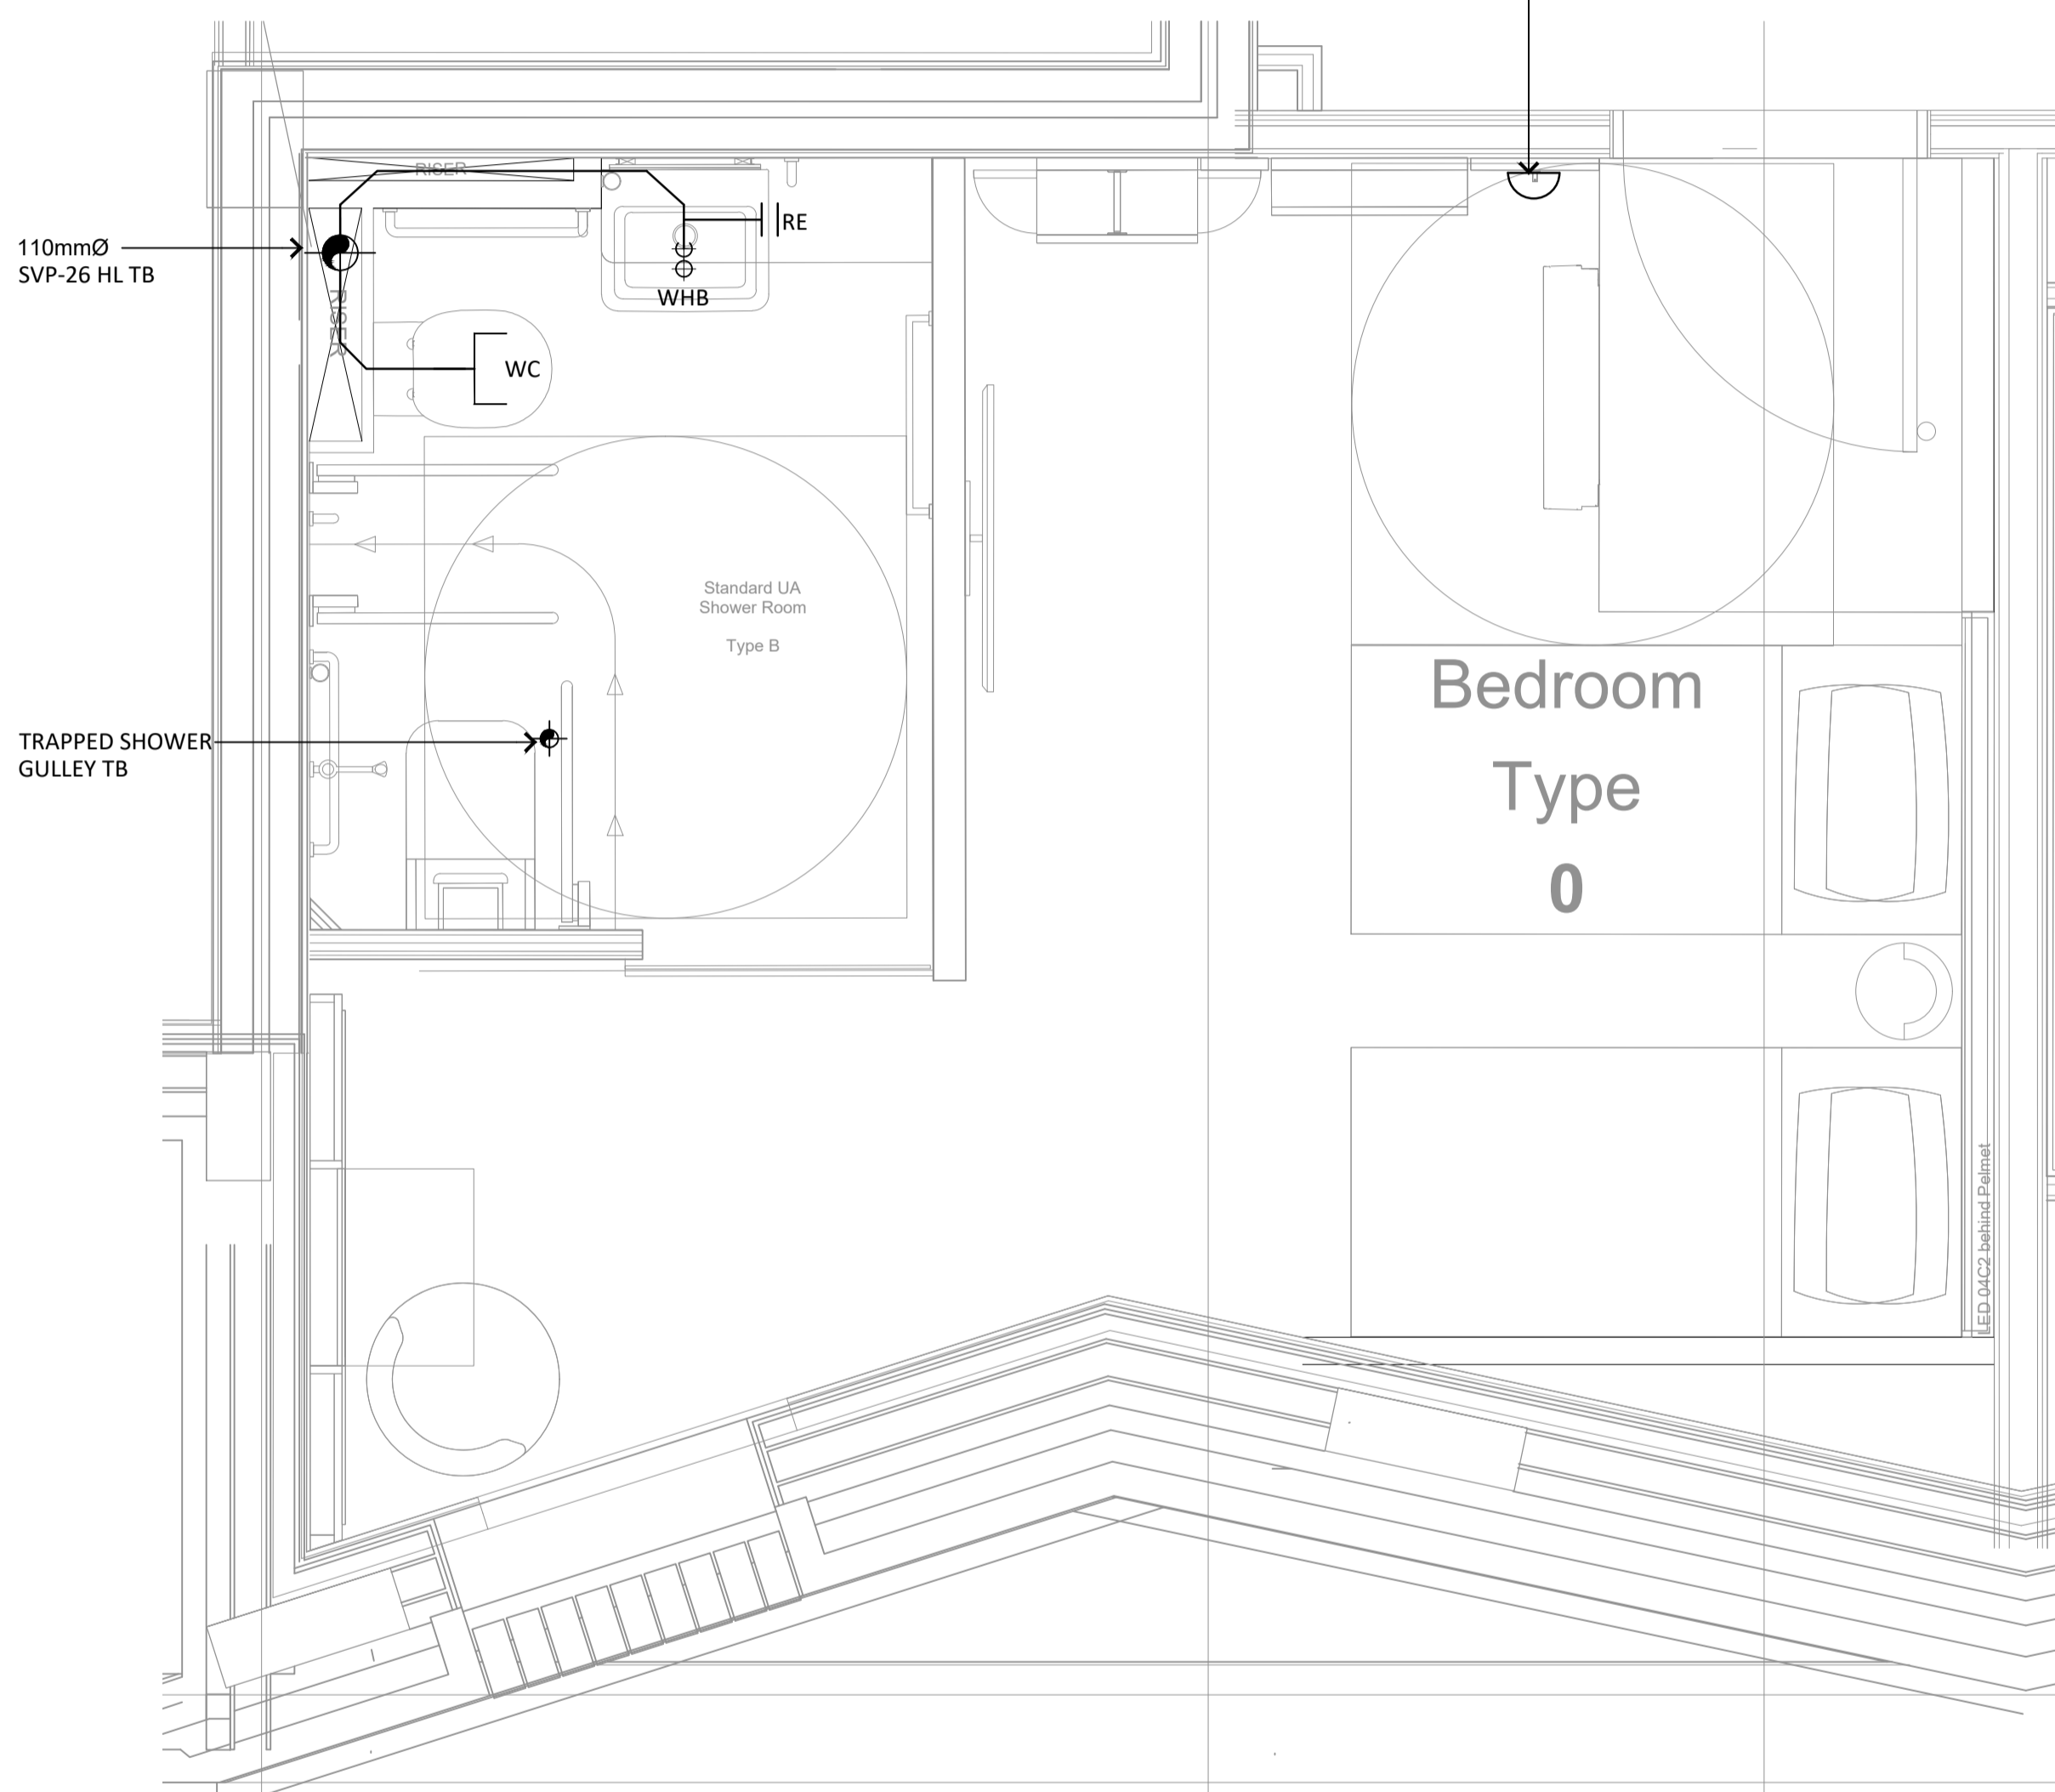 RISER
RE
110mmØ
SVP-26 HL TB
WHB
RISER
WC
Standard UA
Shower Room
Type B
TRAPPED SHOWER
GULLEY TB
Bedroom
Type
0
LED 04C2 behind Pelmet